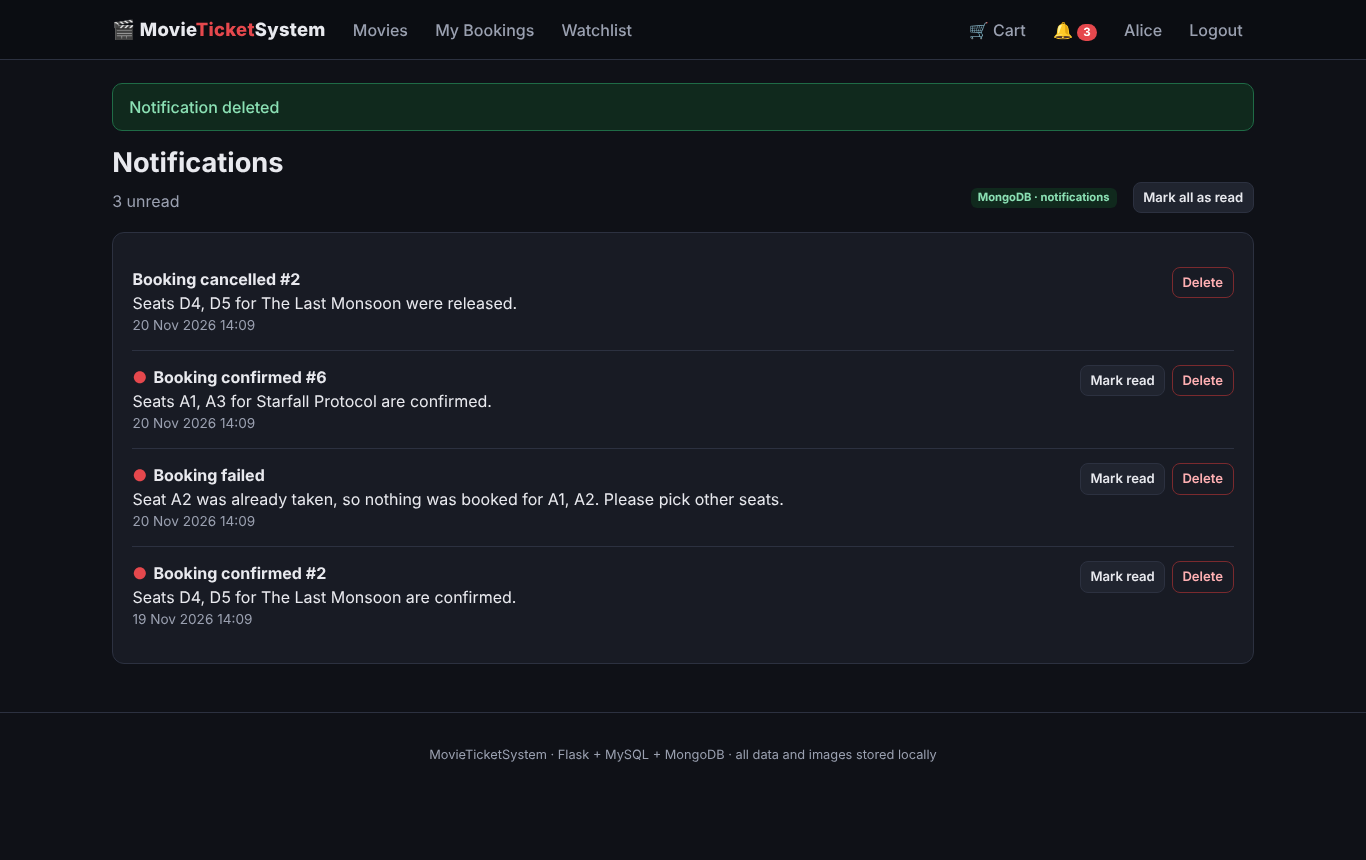 🎬 MovieTicketSystem Movies My Bookings Watchlist 🛒 Cart 🔔 3 Alice Logout
Notification deleted
Notifications
3 unread MongoDB · notifications Mark all as read
Booking cancelled #2 Delete
Seats D4, D5 for The Last Monsoon were released.
20 Nov 2026 14:09
Booking confirmed #6 Mark read Delete
Seats A1, A3 for Starfall Protocol are confirmed.
20 Nov 2026 14:09
Booking failed Mark read Delete
Seat A2 was already taken, so nothing was booked for A1, A2. Please pick other seats.
20 Nov 2026 14:09
Booking confirmed #2 Mark read Delete
Seats D4, D5 for The Last Monsoon are confirmed.
19 Nov 2026 14:09
MovieTicketSystem · Flask + MySQL + MongoDB · all data and images stored locally